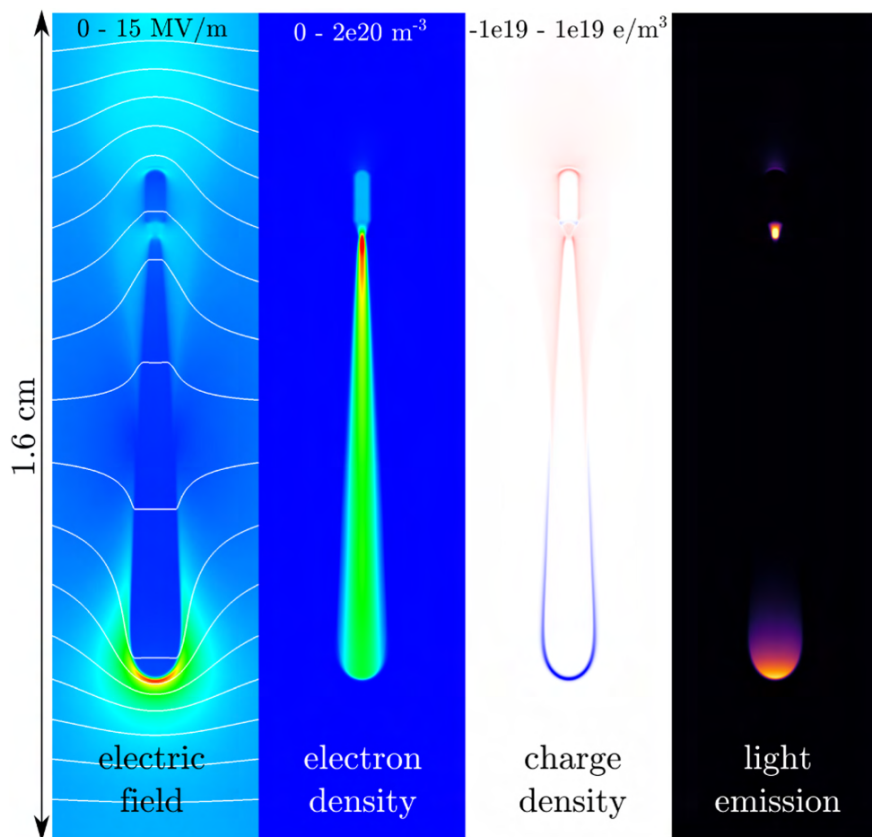 0 - 15 MV/m
0 - 2e20 m⁻³
-1e19 - 1e19 e/m³
1.6 cm
electric
field
electron
density
charge
density
light
emission